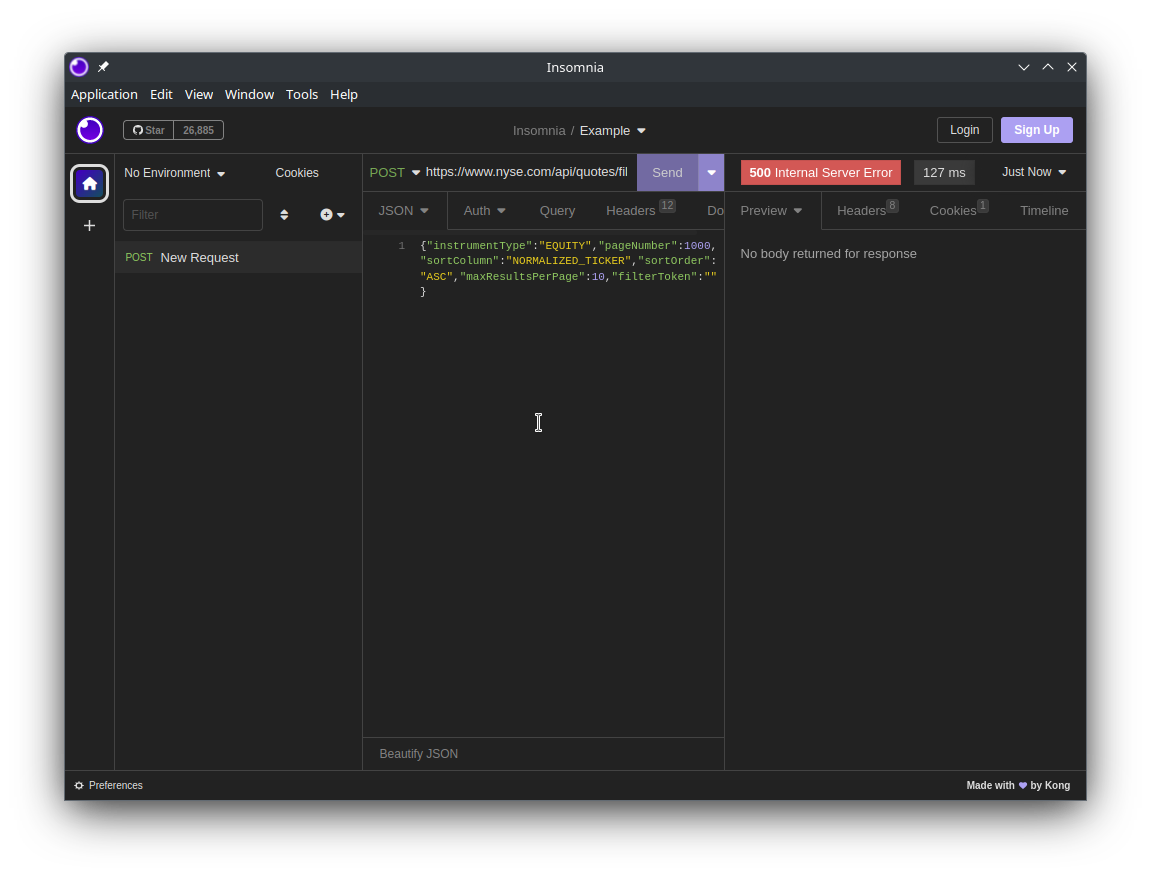 Insomnia
Application Edit View Window Tools Help
Star 26,885
Insomnia / Example
Login Sign Up
No Environment Cookies
POST https://www.nyse.com/api/quotes/fil Send
500 Internal Server Error 127 ms Just Now
Filter
JSON Auth Query Headers 12 Do
Preview Headers 8 Cookies 1 Timeline
POST New Request
1 {"instrumentType":"EQUITY","pageNumber":1000,
"sortColumn":"NORMALIZED_TICKER","sortOrder":
"ASC","maxResultsPerPage":10,"filterToken":""
}
No body returned for response
Beautify JSON
Preferences
Made with by Kong